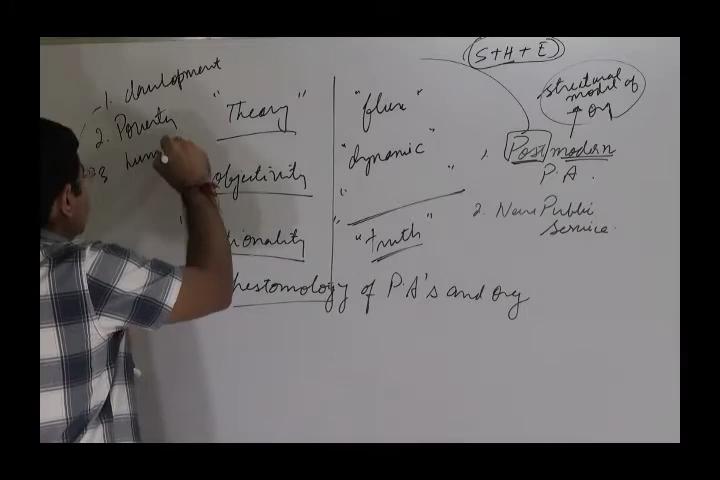 1. development
2. Poverty
3 hum
"Theory"
objectivity
tionality
"flux"
"dynamic"
"truth"
hestomology of P.A's and org
S+H+E
structural
model of
org
1. Postmodern
P.A.
2. New Public
Service.